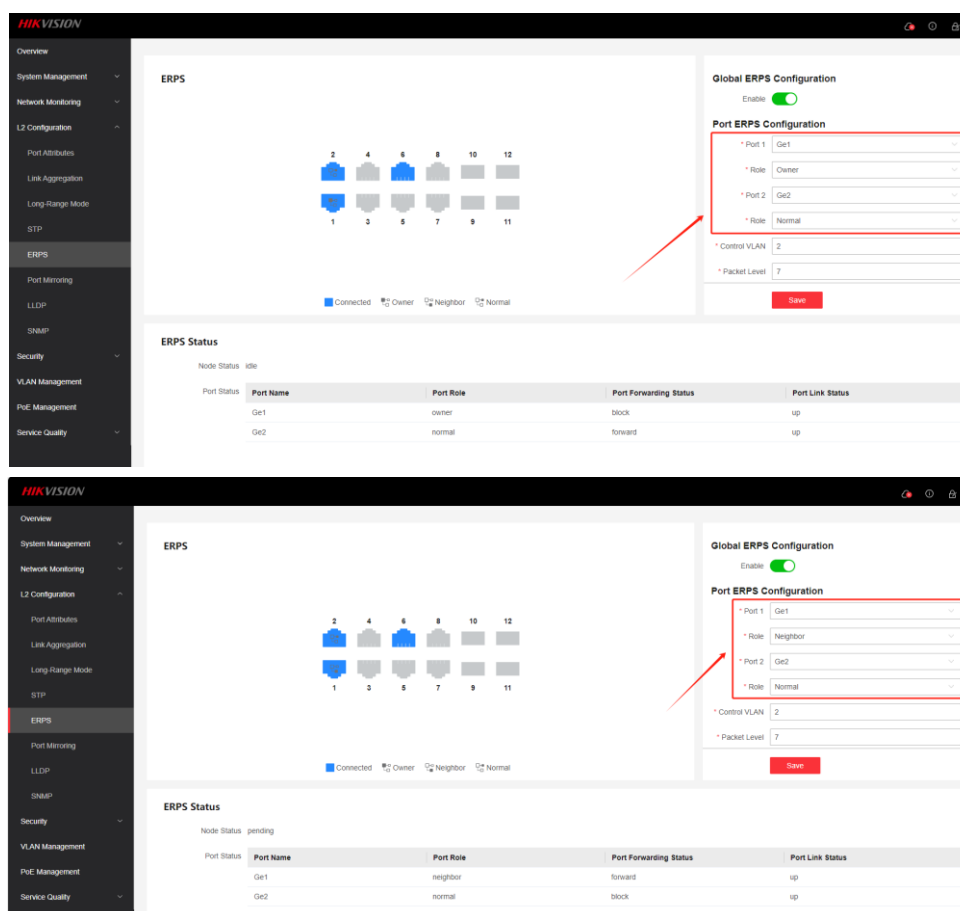 HIKVISION
Overview
System Management
Network Monitoring
L2 Configuration
Port Attributes
Link Aggregation
Long-Range Mode
STP
ERPS
Port Mirroring
LLDP
SNMP
Security
VLAN Management
PoE Management
Service Quality
ERPS
2 4 6 8 10 12
1 3 5 7 9 11
Connected Owner Neighbor Normal
Global ERPS Configuration
Enable
Port ERPS Configuration
* Port 1 Ge1
* Role Owner
* Port 2 Ge2
* Role Normal
* Control VLAN 2
* Packet Level 7
Save
ERPS Status
Node Status idle
Port Status Port Name Port Role Port Forwarding Status Port Link Status
Ge1 owner block up
Ge2 normal forward up
HIKVISION
Overview
System Management
Network Monitoring
L2 Configuration
Port Attributes
Link Aggregation
Long-Range Mode
STP
ERPS
Port Mirroring
LLDP
SNMP
Security
VLAN Management
PoE Management
Service Quality
ERPS
2 4 6 8 10 12
1 3 5 7 9 11
Connected Owner Neighbor Normal
Global ERPS Configuration
Enable
Port ERPS Configuration
* Port 1 Ge1
* Role Neighbor
* Port 2 Ge2
* Role Normal
* Control VLAN 2
* Packet Level 7
Save
ERPS Status
Node Status pending
Port Status Port Name Port Role Port Forwarding Status Port Link Status
Ge1 neighbor forward up
Ge2 normal block up